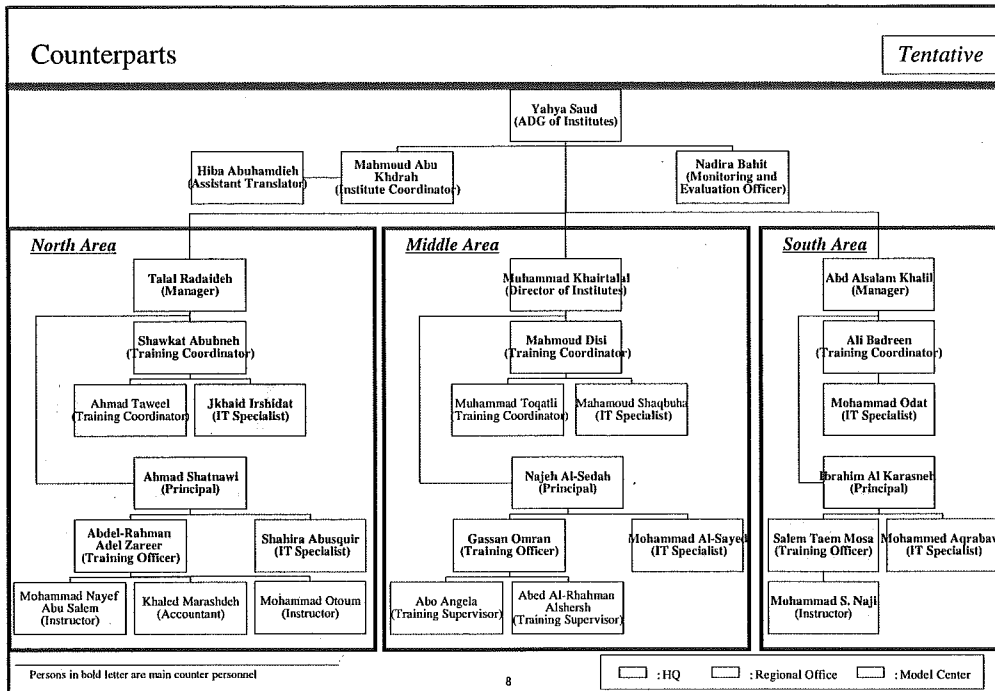 Counterparts
Tentative
Yahya Saud
(ADG of Institutes)
Hiba Abuhamdieh
(Assistant Translator)
Mahmoud Abu
Khdrah
(Institute Coordinator)
Nadira Bahit
(Monitoring and
Evaluation Officer)
North Area
Talal Radaideh
(Manager)
Shawkat Abubneh
(Training Coordinator)
Ahmad Taweel
(Training Coordinator)
Jkhaid Irshidat
(IT Specialist)
Ahmad Shatnawi
(Principal)
Abdel-Rahman
Adel Zareer
(Training Officer)
Shahira Abusquir
(IT Specialist)
Mohammad Nayef
Abu Salem
(Instructor)
Khaled Marashdeh
(Accountant)
Mohammad Otoum
(Instructor)
Middle Area
Muhammad Khairtalal
(Director of Institutes)
Mahmoud Disi
(Training Coordinator)
Muhammad Toqatli
(Training Coordinator)
Mahamoud Shaqbuha
(IT Specialist)
Najeh Al-Sedah
(Principal)
Gassan Omran
(Training Officer)
Mohammad Al-Sayed
(IT Specialist)
Abo Angela
(Training Supervisor)
Abed Al-Rhahman
Alshersh
(Training Supervisor)
South Area
Abd Alsalam Khalil
(Manager)
Ali Badreen
(Training Coordinator)
Mohammad Odat
(IT Specialist)
Ibrahim Al Karasneh
(Principal)
Salem Taem Mosa
(Training Officer)
Mohammed Aqrabaw
(IT Specialist)
Muhammad S. Naji
(Instructor)
Persons in bold letter are main counter personnel
8
: HQ : Regional Office : Model Center